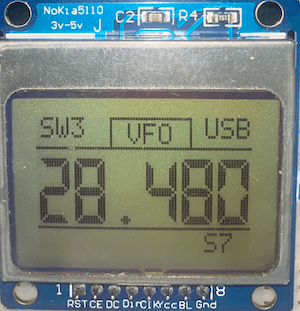 NoKia5110 C2 R4
3v-5v J
SW3 VFO USB
28.480
S7
1 8
RST CE DC Din Clk Vcc BL Gnd